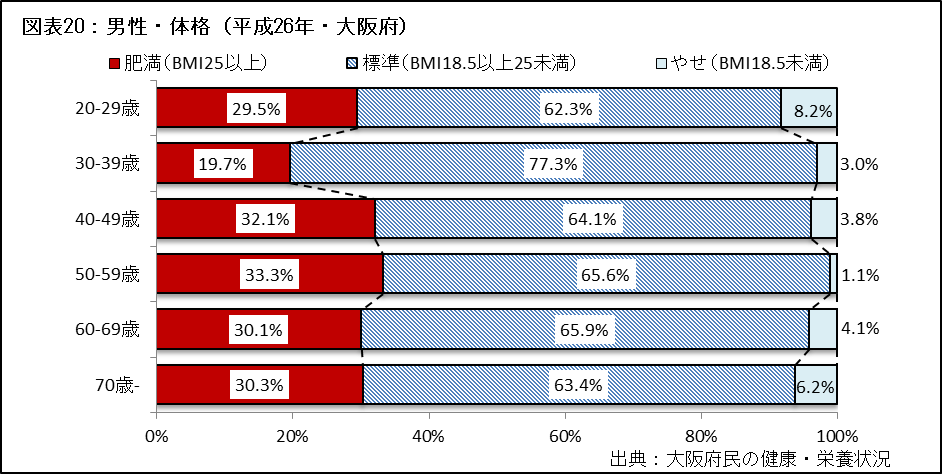 図表20：男性・体格（平成26年・大阪府）
肥満（BMI25以上） 標準（BMI18.5以上25未満） やせ（BMI18.5未満）
20-29歳 29.5% 62.3% 8.2%
30-39歳 19.7% 77.3% 3.0%
40-49歳 32.1% 64.1% 3.8%
50-59歳 33.3% 65.6% 1.1%
60-69歳 30.1% 65.9% 4.1%
70歳- 30.3% 63.4% 6.2%
0% 20% 40% 60% 80% 100%
出典：大阪府民の健康・栄養状況